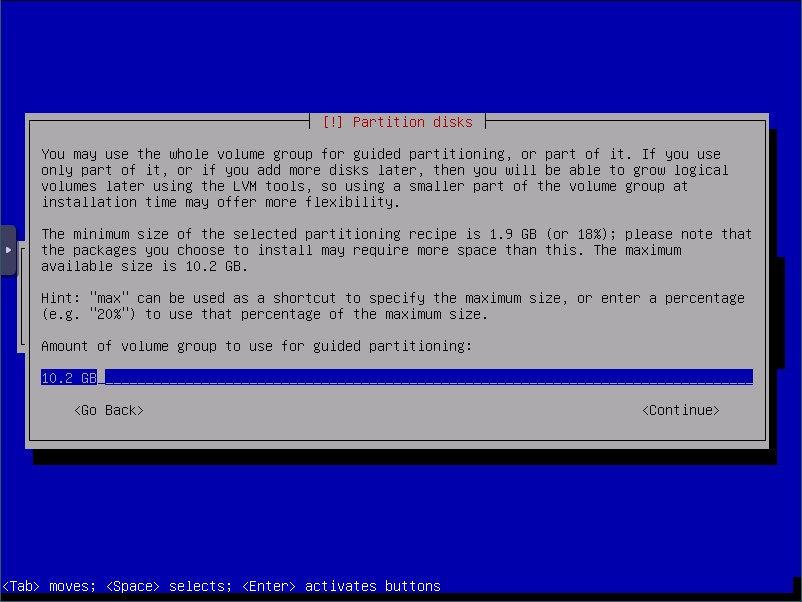 [!] Partition disks
You may use the whole volume group for guided partitioning, or part of it. If you use
only part of it, or if you add more disks later, then you will be able to grow logical
volumes later using the LVM tools, so using a smaller part of the volume group at
installation time may offer more flexibility.
The minimum size of the selected partitioning recipe is 1.9 GB (or 18%); please note that
the packages you choose to install may require more space than this. The maximum
available size is 10.2 GB.
Hint: "max" can be used as a shortcut to specify the maximum size, or enter a percentage
(e.g. "20%") to use that percentage of the maximum size.
Amount of volume group to use for guided partitioning:
10.2 GB
<Go Back> <Continue>
<Tab> moves; <Space> selects; <Enter> activates buttons